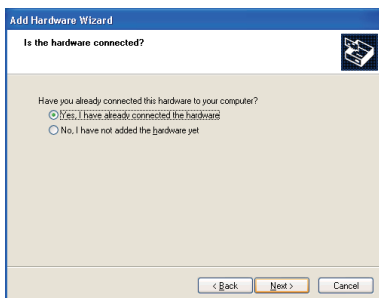 Add Hardware Wizard
Is the hardware connected?
Have you already connected this hardware to your computer?
Yes, I have already connected the hardware
No, I have not added the hardware yet
< Back Next > Cancel